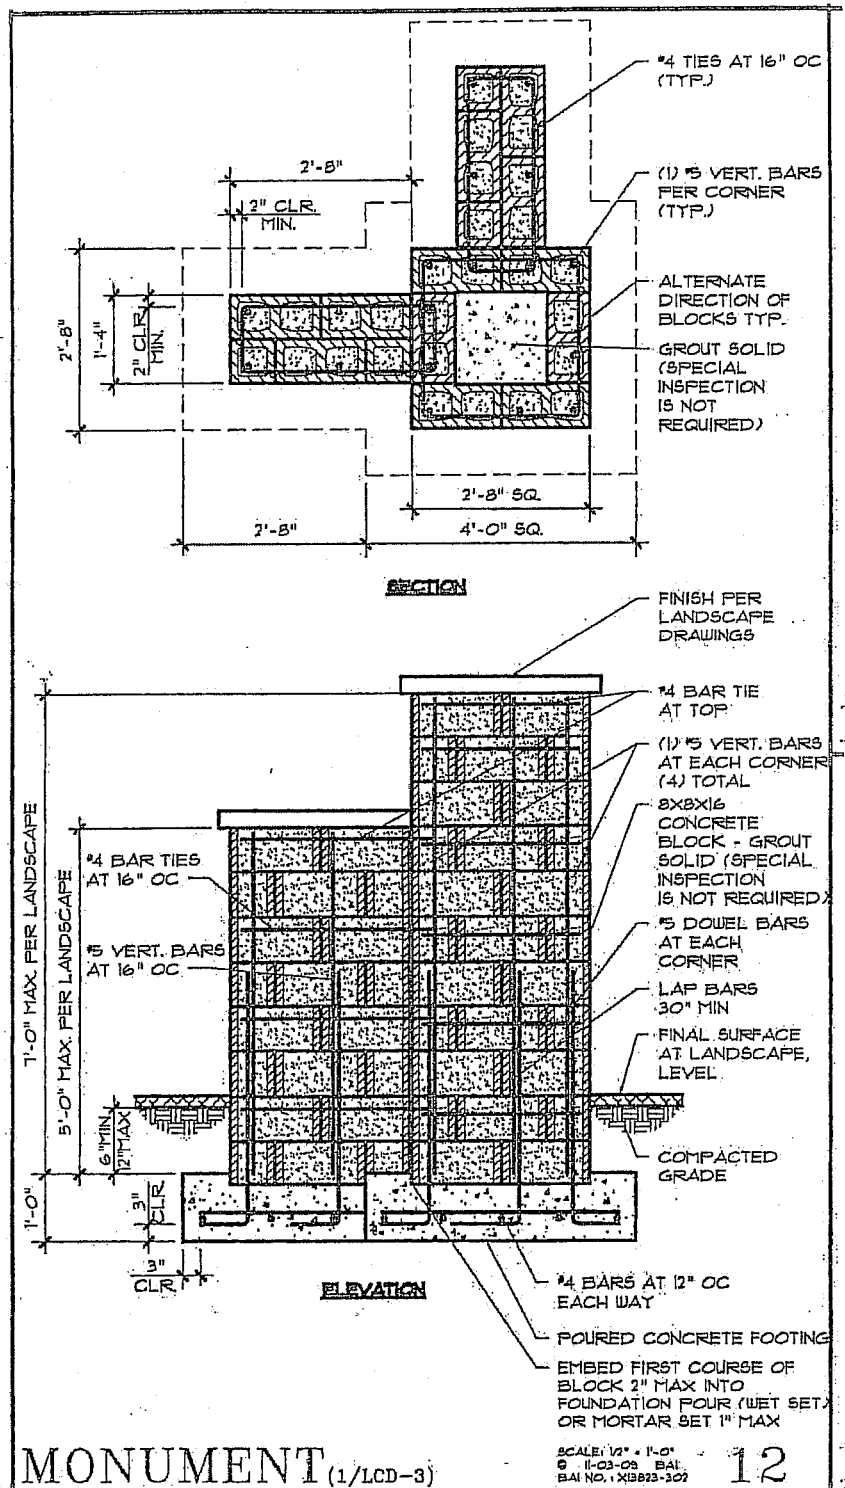 #4 TIES AT 16" OC
(TYP.)
2'-8"
(1) #5 VERT. BARS
PER CORNER
(TYP.)
2" CLR.
MIN.
ALTERNATE
DIRECTION OF
BLOCKS TYP.
2'-8"
1'-4"
2" CLR.
MIN.
GROUT SOLID
(SPECIAL
INSPECTION
IS NOT
REQUIRED)
2'-8" SQ.
2'-8"
4'-0" SQ.
SECTION
FINISH PER
LANDSCAPE
DRAWINGS
#4 BAR TIE
AT TOP
(1) #5 VERT. BARS
AT EACH CORNER
(4) TOTAL
8X8X16
CONCRETE
BLOCK - GROUT
SOLID (SPECIAL
INSPECTION
IS NOT REQUIRED)
#4 BAR TIES
AT 16" OC
#5 VERT. BARS
AT 16" OC
7'-0" MAX. PER LANDSCAPE
5'-0" MAX. PER LANDSCAPE
#5 DOWEL BARS
AT EACH
CORNER
LAP BARS
30" MIN
FINAL SURFACE
AT LANDSCAPE,
LEVEL
6" MIN
12" MAX
COMPACTED
GRADE
1'-0"
3"
CLR
3"
CLR.
ELEVATION
#4 BARS AT 12" OC
EACH WAY
POURED CONCRETE FOOTING
EMBED FIRST COURSE OF
BLOCK 2" MAX INTO
FOUNDATION POUR (WET SET)
OR MORTAR SET 1" MAX
MONUMENT (1/LCD-3)
SCALE: 1/2" = 1'-0"
© 11-03-09 BAI
BAI NO.: X13823-302
12